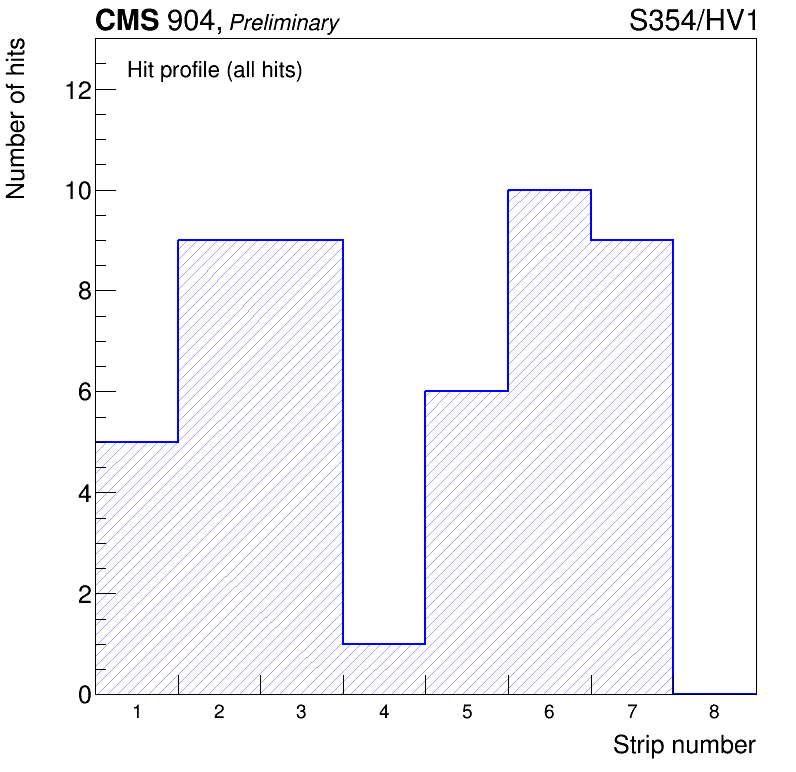 CMS 904, Preliminary
S354/HV1
Number of hits
Hit profile (all hits)
12
10
8
6
4
2
0
1 2 3 4 5 6 7 8
Strip number